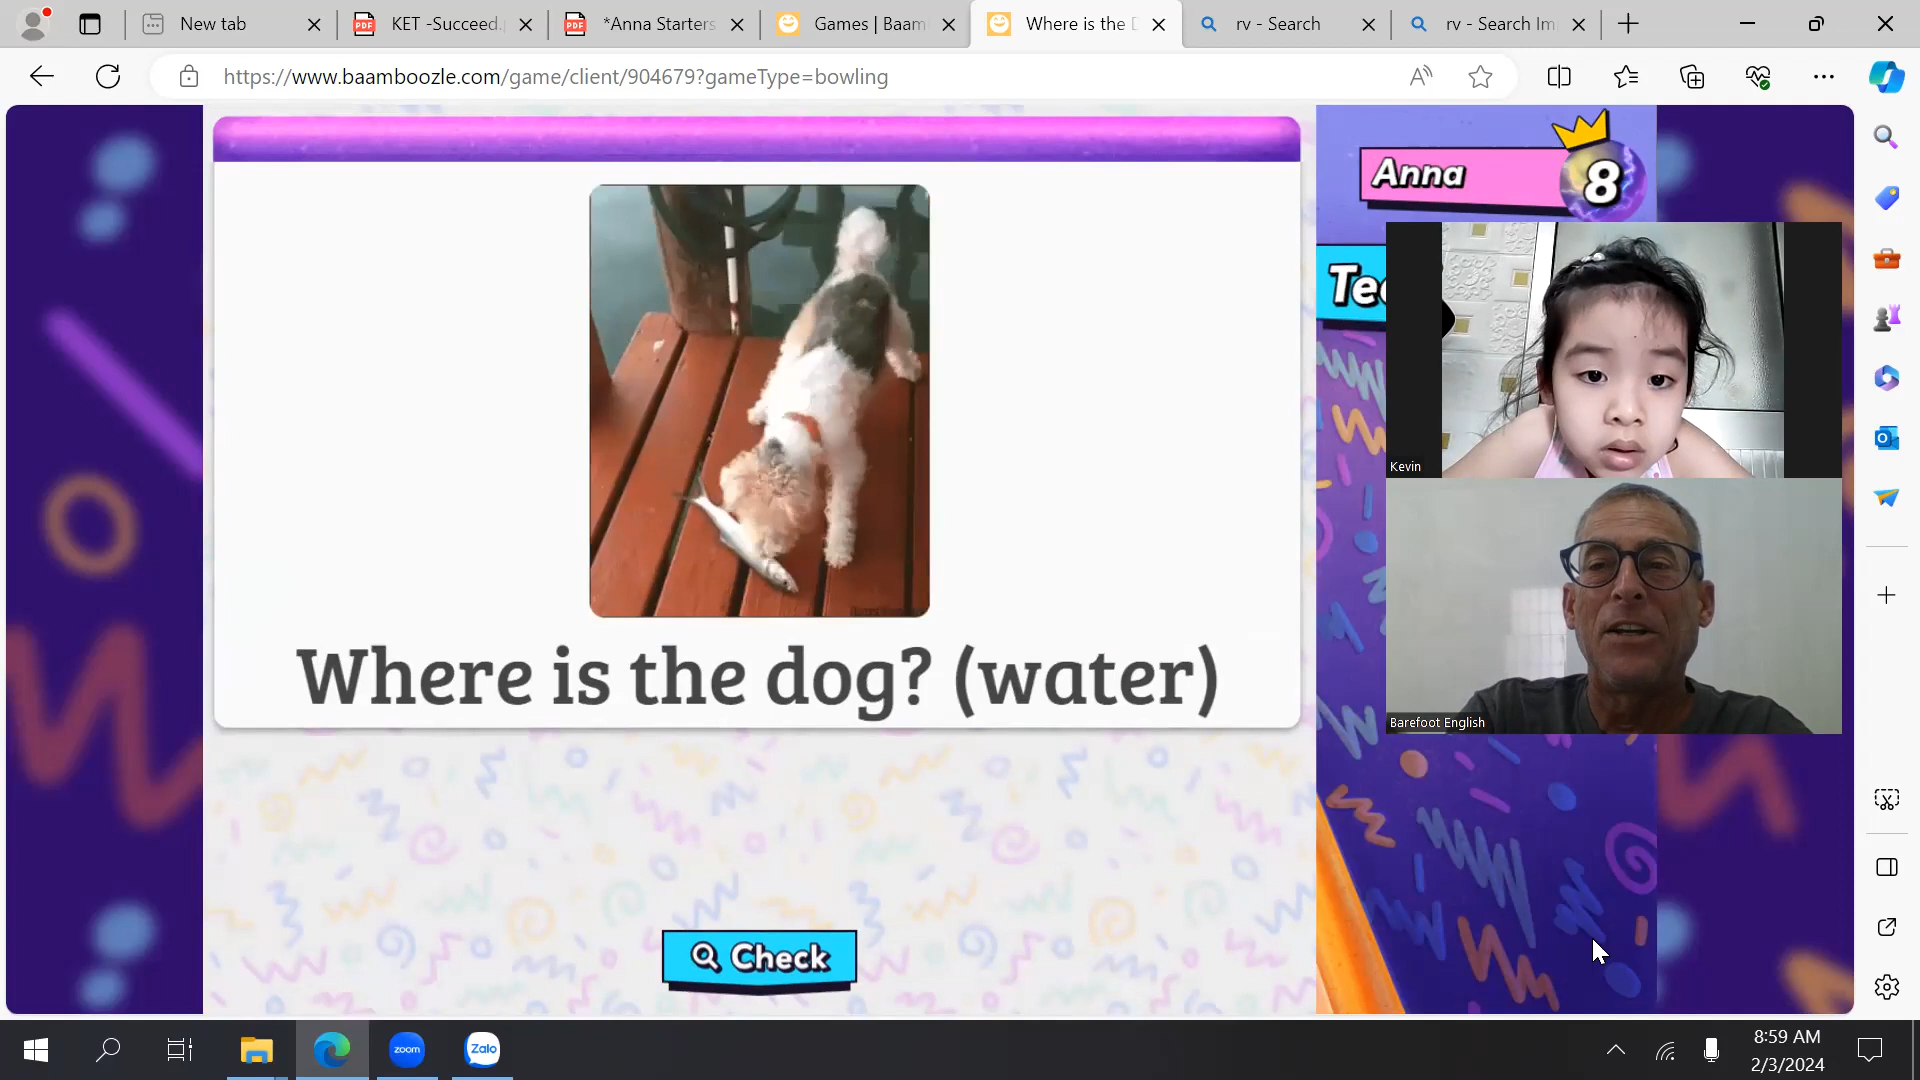 New tab
KET -Succeed.
*Anna Starters
Games | Baam
Where is the D
rv - Search
rv - Search Im
https://www.baamboozle.com/game/client/904679?gameType=bowling
Anna
8
Te
Kevin
Where is the dog? (water)
Barefoot English
Check
zoom
Zalo
8:59 AM
2/3/2024